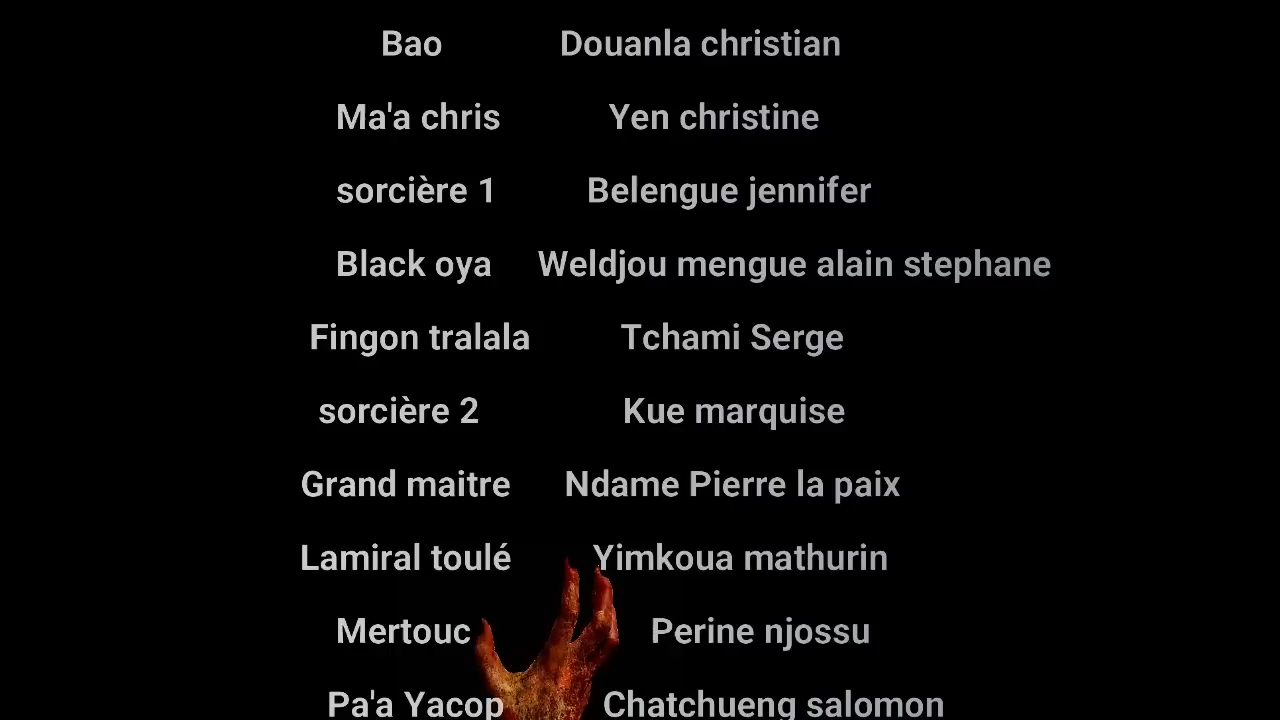 Bao Douanla christian
Ma'a chris Yen christine
sorcière 1 Belengue jennifer
Black oya Weldjou mengue alain stephane
Fingon tralala Tchami Serge
sorcière 2 Kue marquise
Grand maitre Ndame Pierre la paix
Lamiral toulé Yimkoua mathurin
Mertouc Perine njossu
Pa'a Yacop Chatchueng salomon